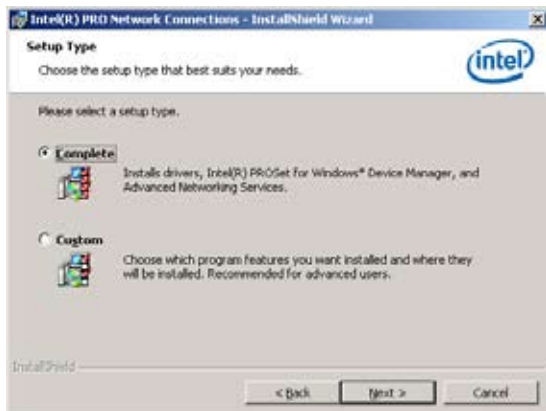 Intel(R) PRO Network Connections - InstallShield Wizard
Setup Type
Choose the setup type that best suits your needs.
intel
Please select a setup type.
Complete
Installs drivers, Intel(R) PROSet for Windows* Device Manager, and
Advanced Networking Services.
Custom
Choose which program features you want installed and where they
will be installed. Recommended for advanced users.
InstallShield
< Back
Next >
Cancel